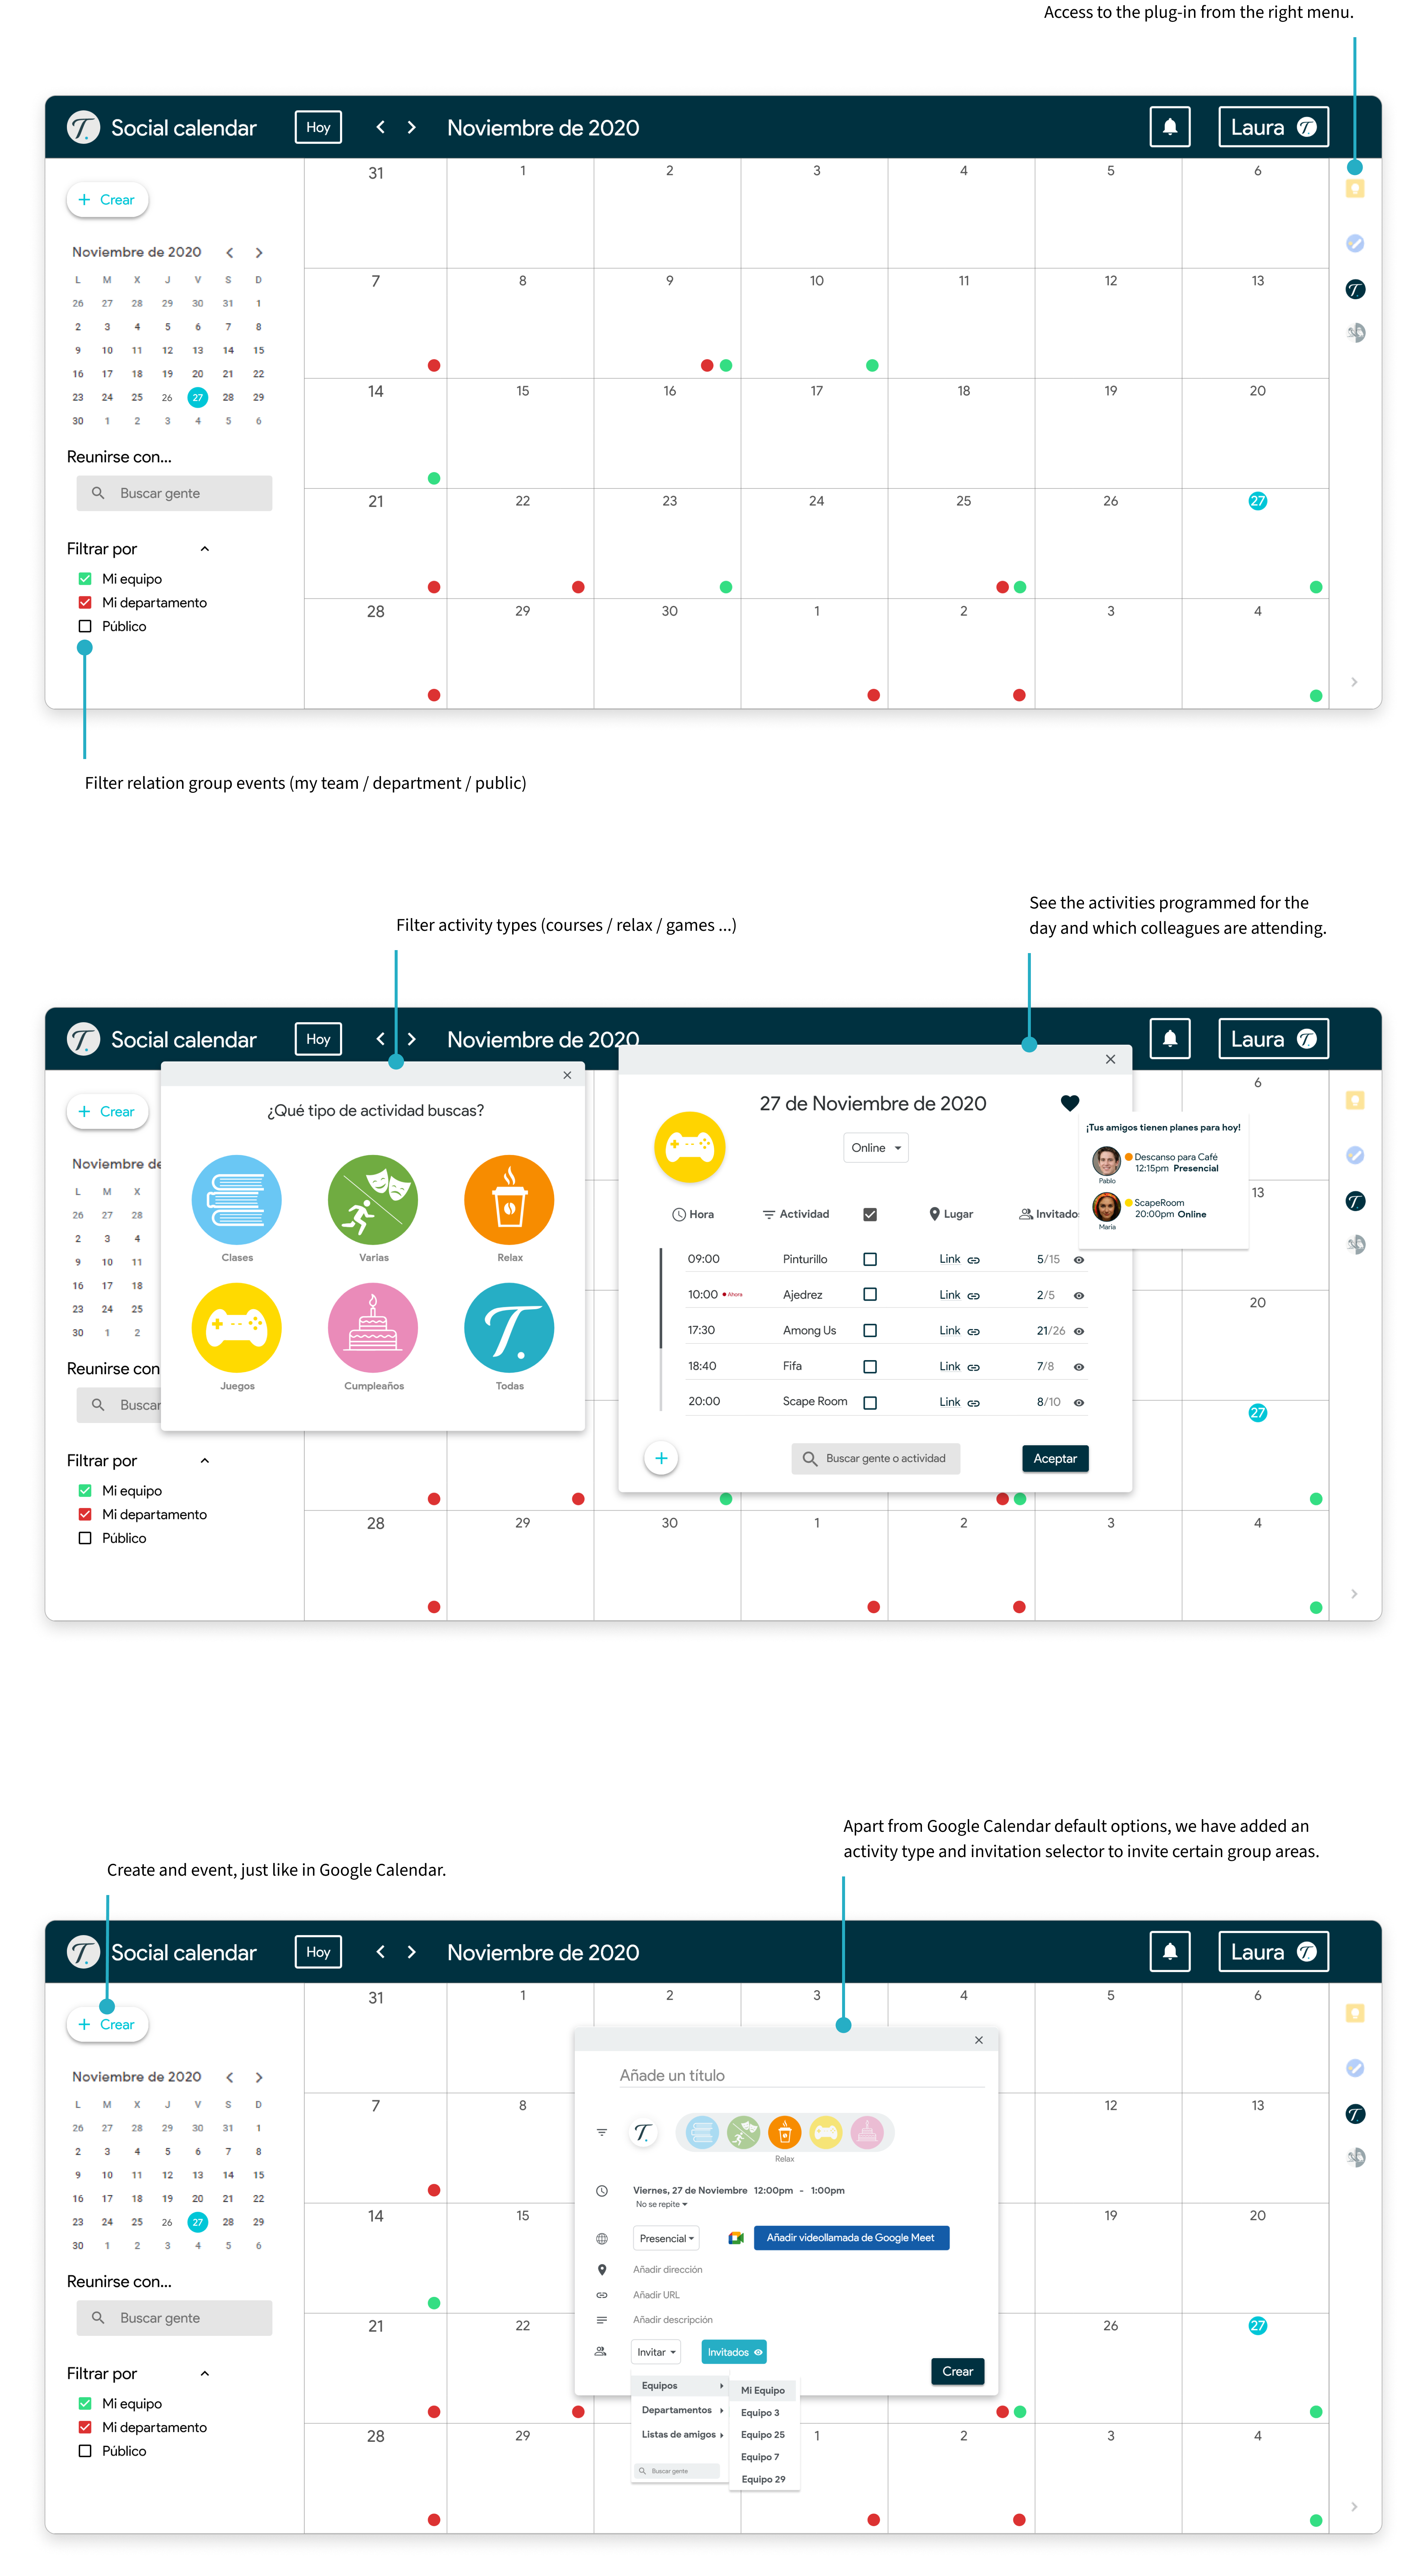 Access to the plug-in from the right menu.
T. Social calendar Hoy Noviembre de 2020 Laura T.
31 1 2 3 4 5 6
+ Crear
Noviembre de 2020
L M X J V S D
26 27 28 29 30 31 1
2 3 4 5 6 7 8
9 10 11 12 13 14 15
16 17 18 19 20 21 22
23 24 25 26 27 28 29
30 1 2 3 4 5 6
7 8 9 10 11 12 13
T.
14 15 16 17 18 19 20
Reunirse con...
Buscar gente
21 22 23 24 25 26 27
Filtrar por
Mi equipo
Mi departamento
Público
28 29 30 1 2 3 4
Filter relation group events (my team / department / public)
See the activities programmed for the
day and which colleagues are attending.
Filter activity types (courses / relax / games ...)
T. Social calendar Hoy Noviembre de 2020 Laura T.
+ Crear
Noviembre de
L M X
26 27 28
2 3 4
9 10 11
16 17 18
23 24 25
30 1 2
Reunirse con
Buscar
Filtrar por
Mi equipo
Mi departamento
Público
¿Qué tipo de actividad buscas?
Clases Varias Relax
T.
Juegos Cumpleaños Todas
27 de Noviembre de 2020
Online
Hora Actividad Lugar Invitados
09:00 Pinturillo Link 5/15
10:00 Ahora Ajedrez Link 2/5
17:30 Among Us Link 21/26
18:40 Fifa Link 7/8
20:00 Scape Room Link 8/10
+ Buscar gente o actividad Aceptar
¡Tus amigos tienen planes para hoy!
Descanso para Café
12:15pm Presencial
Pablo
ScapeRoom
20:00pm Online
María
6
13
T.
20
27
28 29 30 1 2 3 4
Apart from Google Calendar default options, we have added an
activity type and invitation selector to invite certain group areas.
Create and event, just like in Google Calendar.
T. Social calendar Hoy Noviembre de 2020 Laura T.
31 1 2 3 4 5 6
+ Crear
Noviembre de 2020
L M X J V S D
26 27 28 29 30 31 1
2 3 4 5 6 7 8
9 10 11 12 13 14 15
16 17 18 19 20 21 22
23 24 25 26 27 28 29
30 1 2 3 4 5 6
7 8 12 13
T.
14 15 19 20
Reunirse con...
Buscar gente
21 22 26 27
Filtrar por
Mi equipo
Mi departamento
Público
28 29 1 2 3 4
Añade un título
T.
Relax
Viernes, 27 de Noviembre 12:00pm - 1:00pm
No se repite
Presencial Añadir videollamada de Google Meet
Añadir dirección
Añadir URL
Añadir descripción
Invitar Invitados
Crear
Equipos
Departamentos
Listas de amigos
Buscar gente
Mi Equipo
Equipo 3
Equipo 25
Equipo 7
Equipo 29